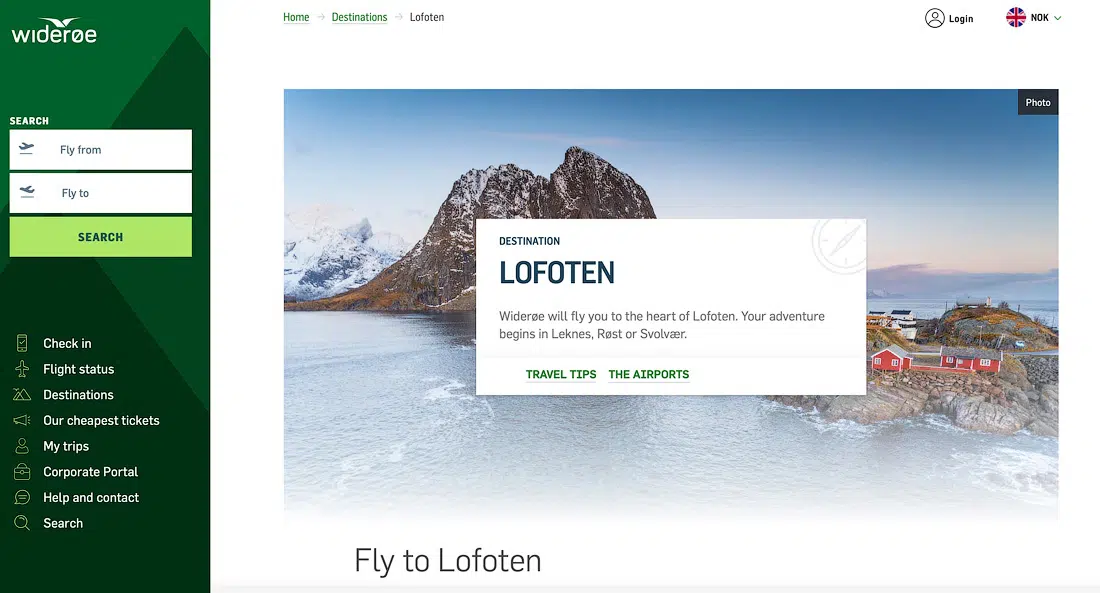 widerøe
Home → Destinations → Lofoten
Login
NOK
SEARCH
Fly from
Fly to
SEARCH
Check in
Flight status
Destinations
Our cheapest tickets
My trips
Corporate Portal
Help and contact
Search
Photo
DESTINATION
LOFOTEN
Widerøe will fly you to the heart of Lofoten. Your adventure
begins in Leknes, Røst or Svolvær.
TRAVEL TIPS THE AIRPORTS
Fly to Lofoten